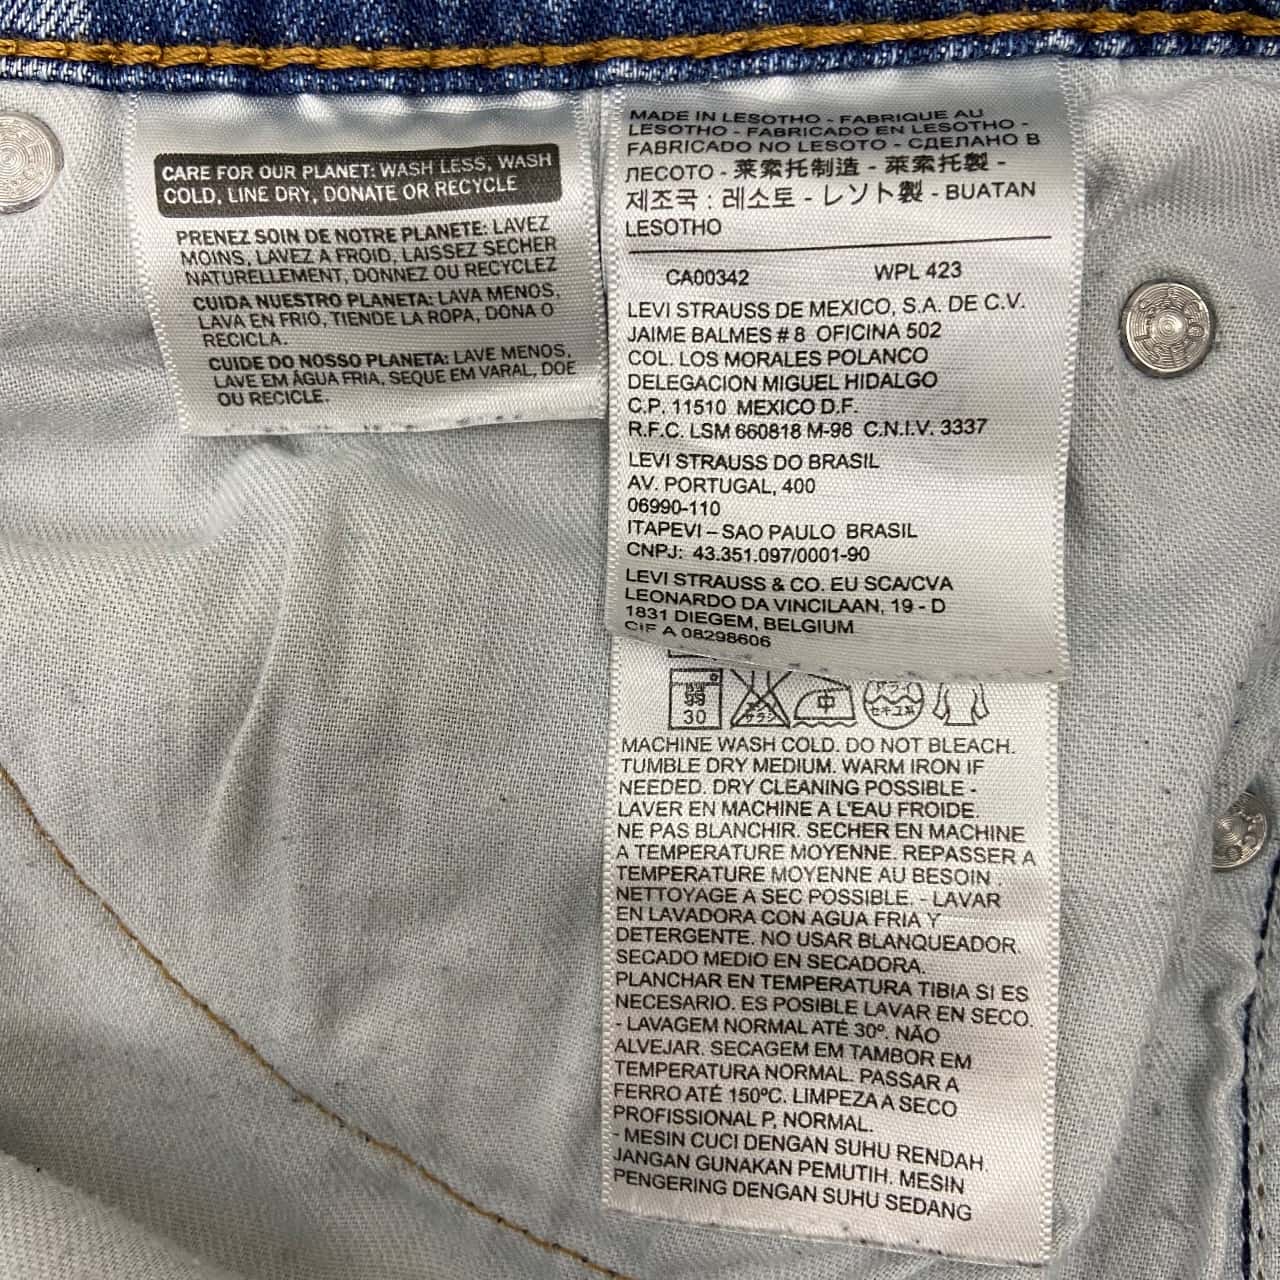 CARE FOR OUR PLANET: WASH LESS, WASH
COLD, LINE DRY, DONATE OR RECYCLE
PRENEZ SOIN DE NOTRE PLANETE: LAVEZ
MOINS, LAVEZ A FROID, LAISSEZ SECHER
NATURELLEMENT, DONNEZ OU RECYCLEZ
CUIDA NUESTRO PLANETA: LAVA MENOS,
LAVA EN FRIO, TIENDE LA ROPA, DONA O
RECICLA.
CUIDE DO NOSSO PLANETA: LAVE MENOS,
LAVE EM ÁGUA FRIA, SEQUE EM VARAL, DOE
OU RECICLE.
MADE IN LESOTHO - FABRIQUE AU
LESOTHO - FABRICADO EN LESOTHO -
FABRICADO NO LESOTO - СДЕЛАНО В
ЛЕСОТО - 莱索托制造 - 萊索托製 -
제조국 : 레소토 - レソト製 - BUATAN
LESOTHO
CA00342 WPL 423
LEVI STRAUSS DE MEXICO, S.A. DE C.V.
JAIME BALMES # 8 OFICINA 502
COL. LOS MORALES POLANCO
DELEGACION MIGUEL HIDALGO
C.P. 11510 MEXICO D.F.
R.F.C. LSM 660818 M-98 C.N.I.V. 3337
LEVI STRAUSS DO BRASIL
AV. PORTUGAL, 400
06990-110
ITAPEVI – SAO PAULO BRASIL
CNPJ: 43.351.097/0001-90
LEVI STRAUSS & CO. EU SCA/CVA
LEONARDO DA VINCILAAN, 19 - D
1831 DIEGEM, BELGIUM
CIF A 08298606
30 中
MACHINE WASH COLD. DO NOT BLEACH.
TUMBLE DRY MEDIUM. WARM IRON IF
NEEDED. DRY CLEANING POSSIBLE -
LAVER EN MACHINE A L'EAU FROIDE.
NE PAS BLANCHIR. SECHER EN MACHINE
A TEMPERATURE MOYENNE. REPASSER A
TEMPERATURE MOYENNE AU BESOIN .
NETTOYAGE A SEC POSSIBLE. - LAVAR
EN LAVADORA CON AGUA FRIA Y
DETERGENTE. NO USAR BLANQUEADOR.
SECADO MEDIO EN SECADORA.
PLANCHAR EN TEMPERATURA TIBIA SI ES
NECESARIO. ES POSIBLE LAVAR EN SECO.
- LAVAGEM NORMAL ATÉ 30º. NÃO
ALVEJAR. SECAGEM EM TAMBOR EM
TEMPERATURA NORMAL. PASSAR A
FERRO ATÉ 150ºC. LIMPEZA A SECO
PROFISSIONAL P, NORMAL.
- MESIN CUCI DENGAN SUHU RENDAH.
JANGAN GUNAKAN PEMUTIH. MESIN
PENGERING DENGAN SUHU SEDANG